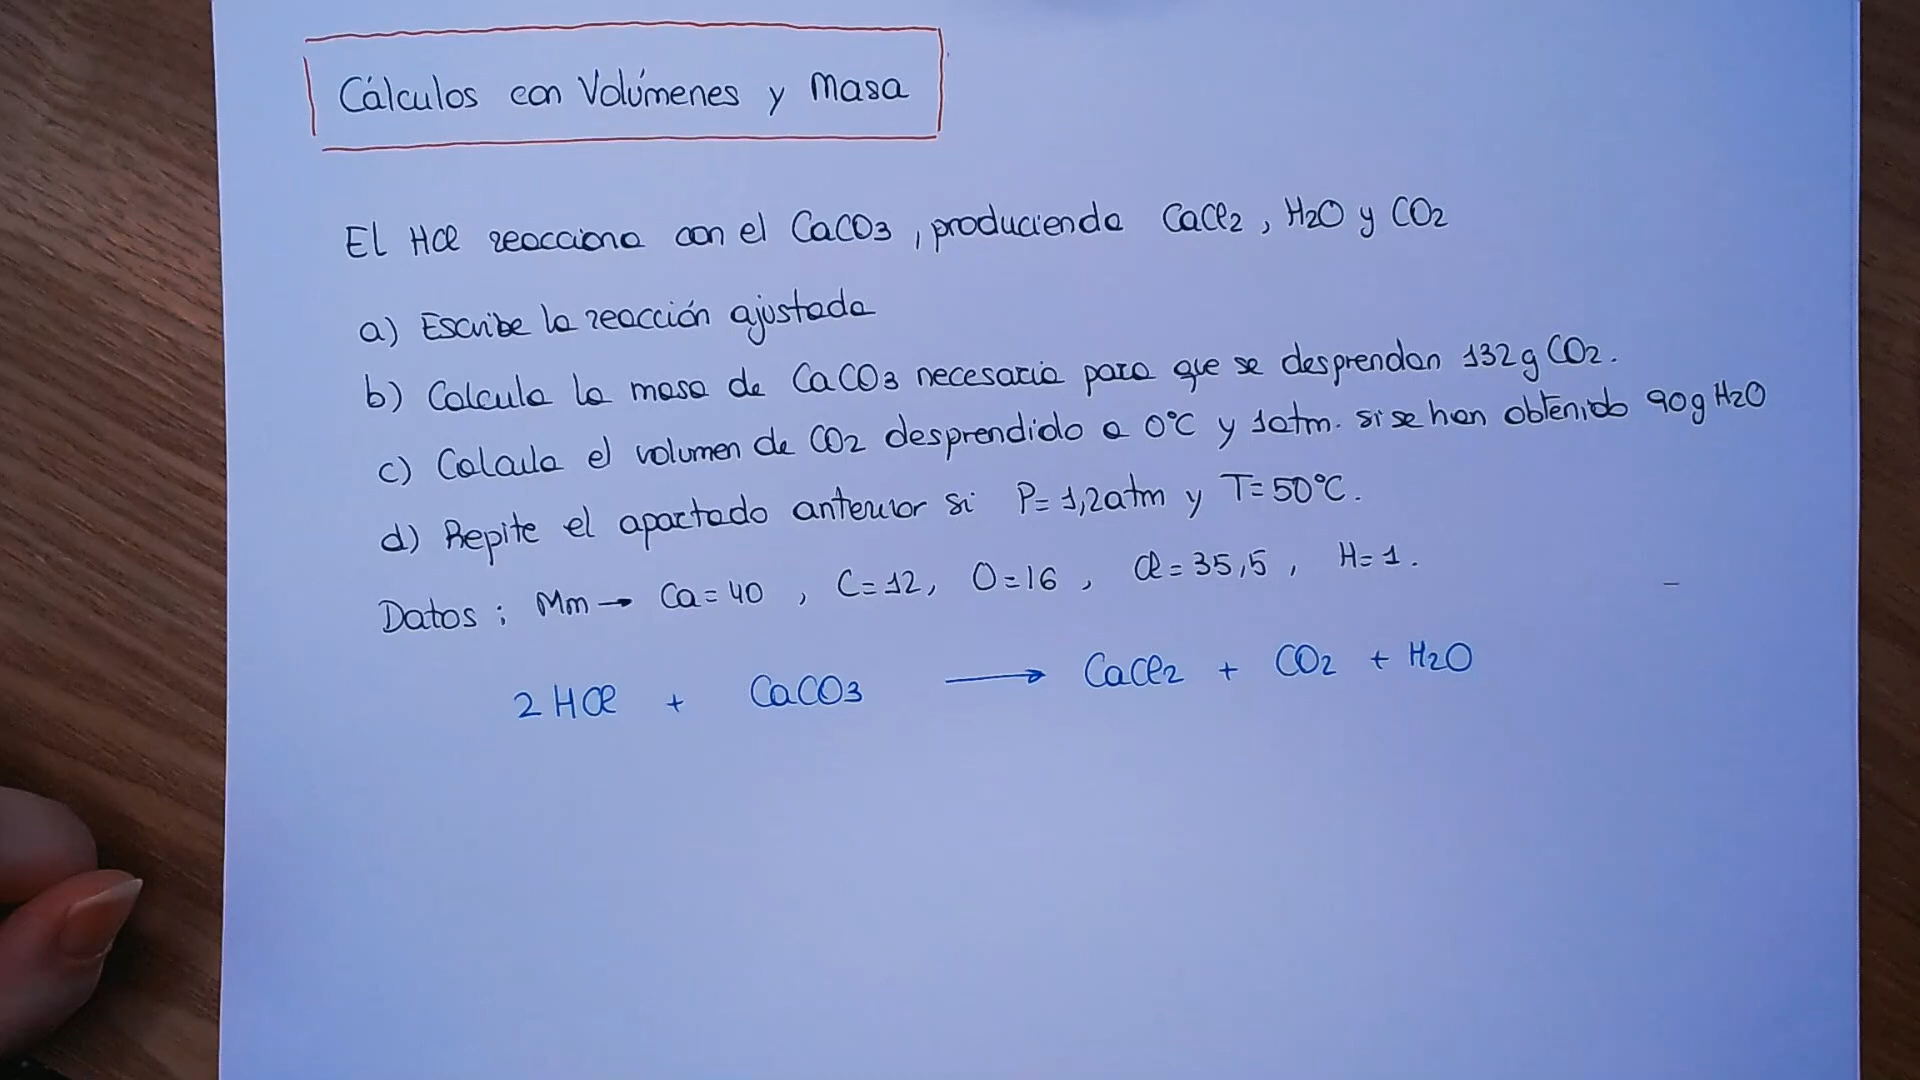 Cálculos con Volúmenes y Masa
El HCl reacciona con el CaCO3, produciendo CaCl2, H2O y CO2
a) Escribe la reacción ajustada
b) Calcula la masa de CaCO3 necesaria para que se desprendan 132g CO2.
c) Calcula el volumen de CO2 desprendido a 0°C y 1atm. si se han obtenido 90g H2O
d) Repite el apartado anterior si P=1,2atm y T=50°C.
Datos: Mm → Ca=40, C=12, O=16, Cl=35,5, H=1.
2 HCl + CaCO3 → CaCl2 + CO2 + H2O